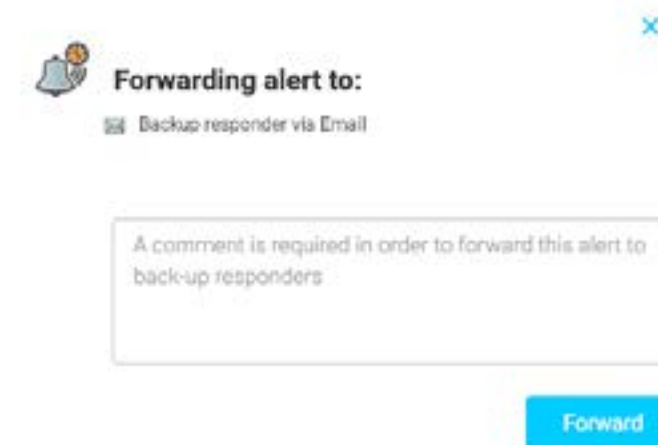 Forwarding alert to:
Backup responder via Email
A comment is required in order to forward this alert to
back-up responders
Forward